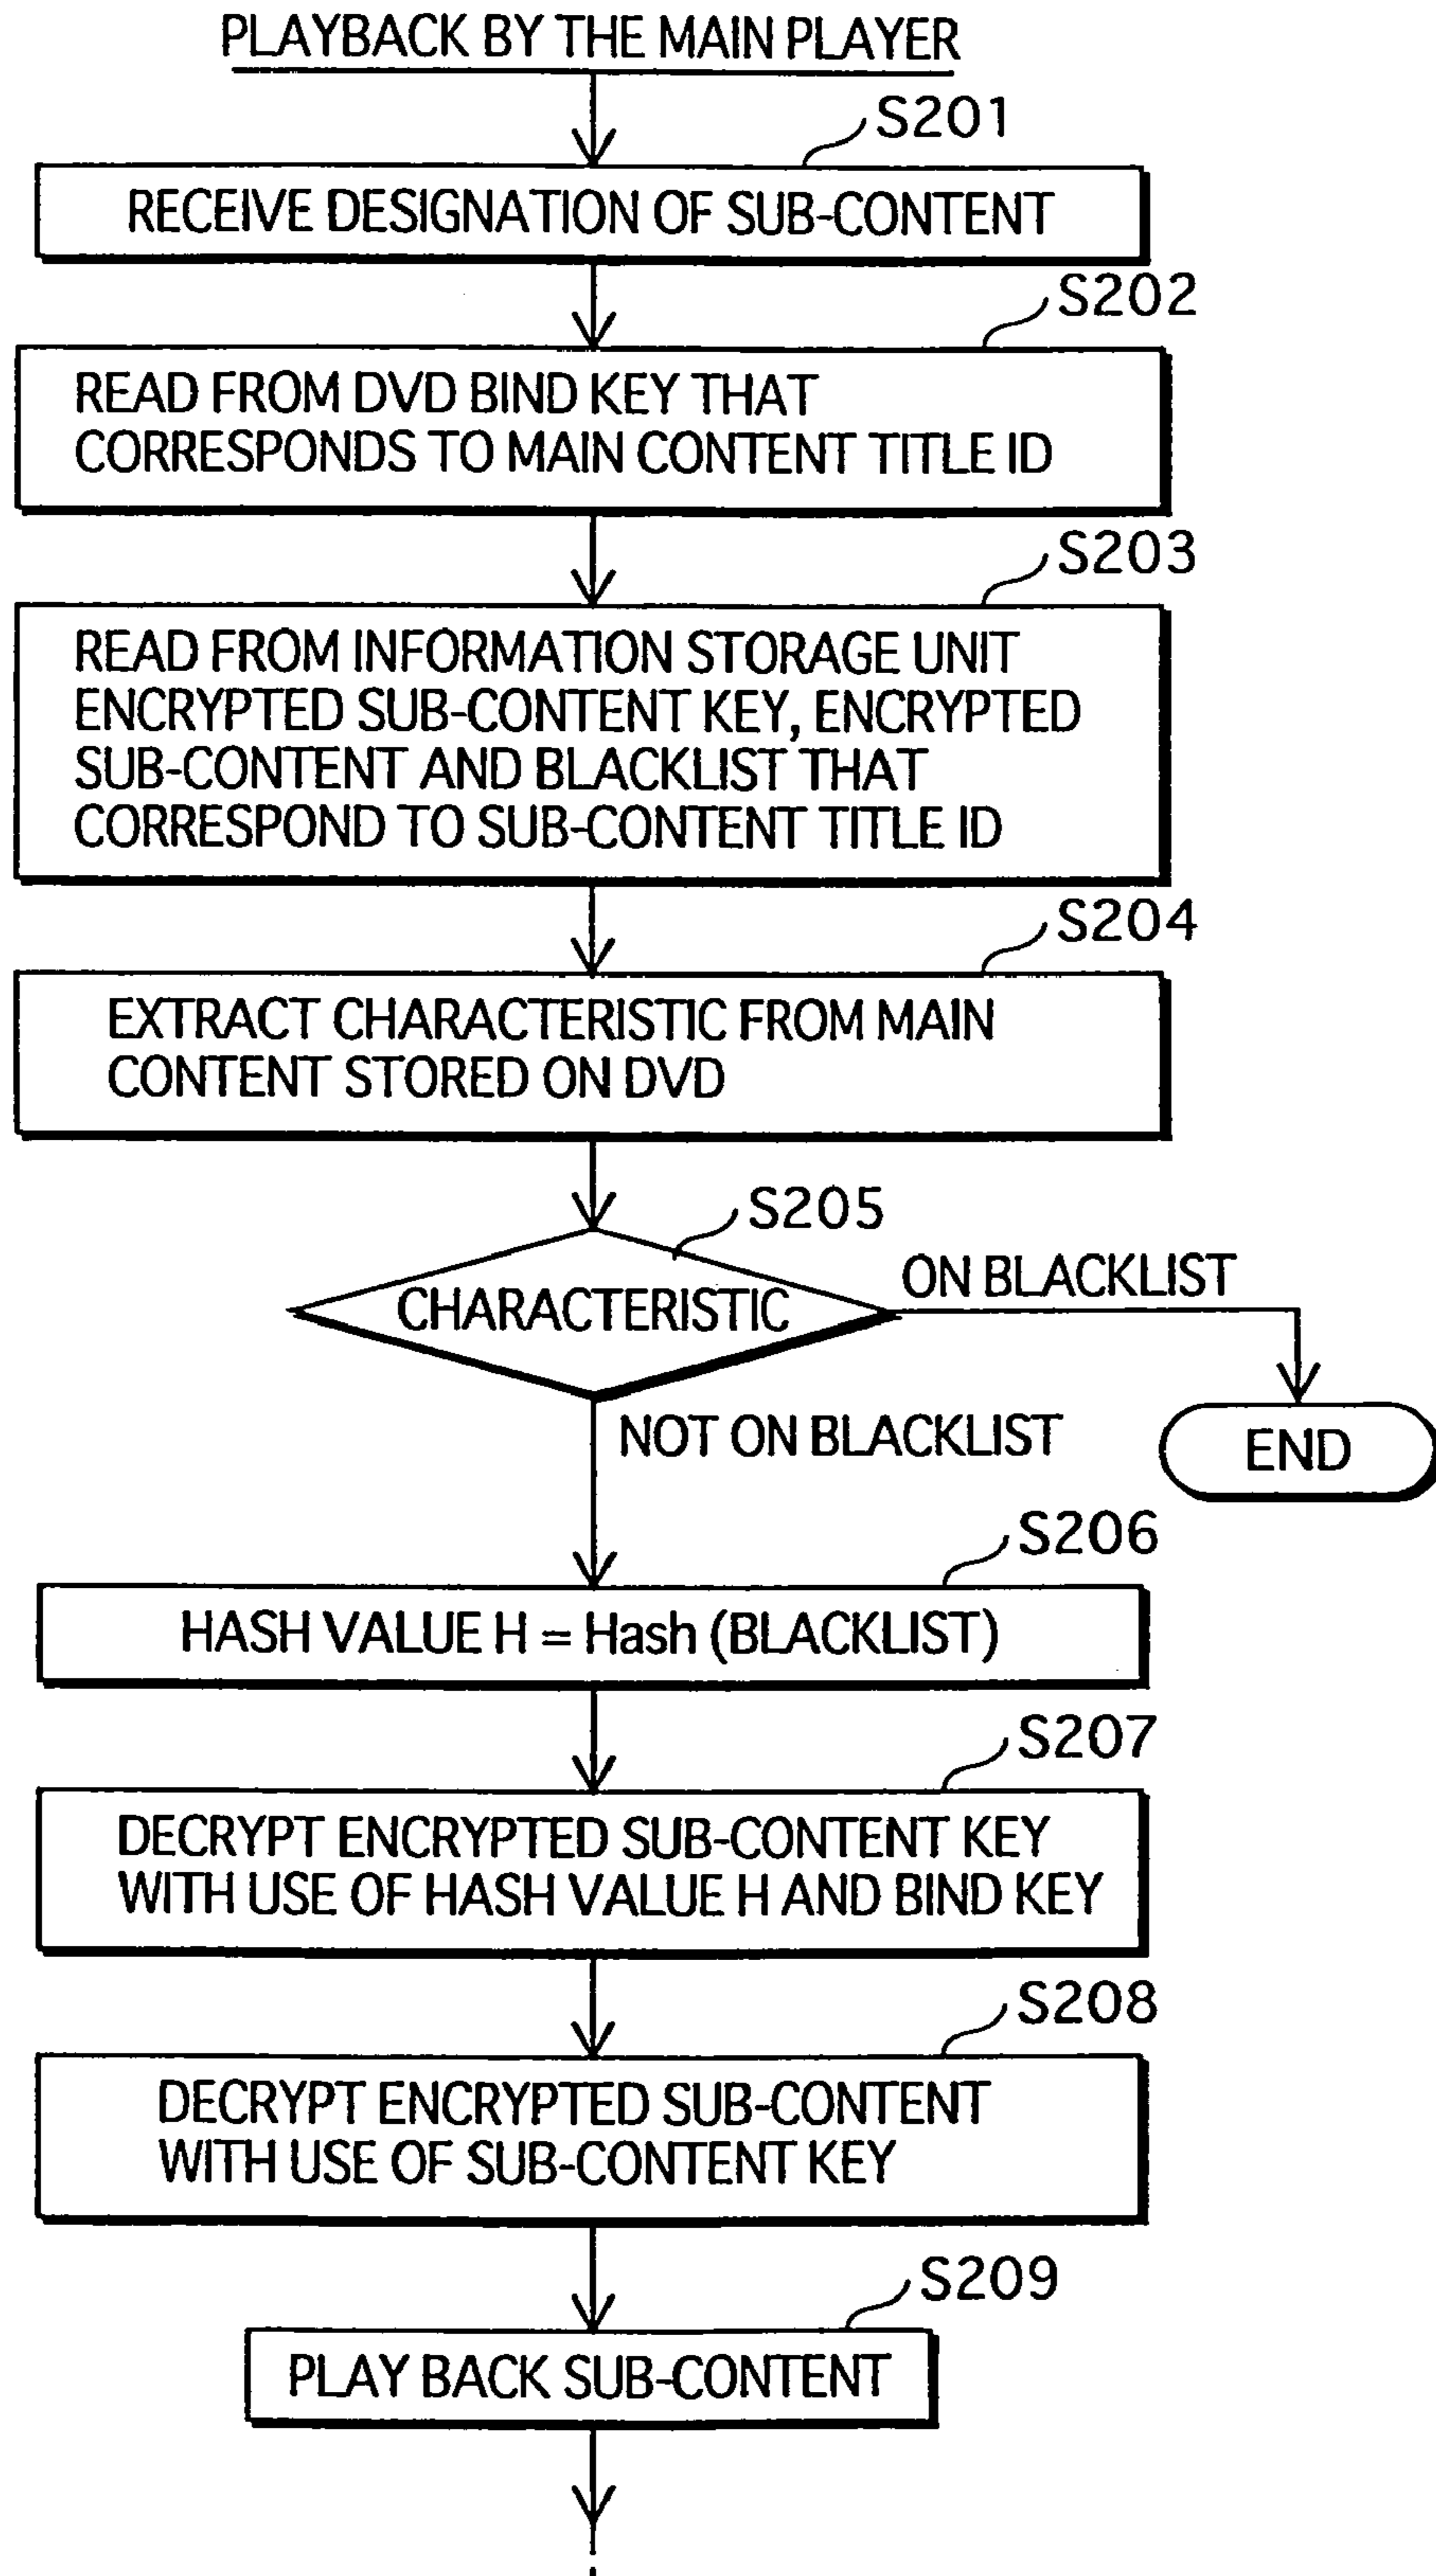 PLAYBACK BY THE MAIN PLAYER
S201
RECEIVE DESIGNATION OF SUB-CONTENT
S202
READ FROM DVD BIND KEY THAT
CORRESPONDS TO MAIN CONTENT TITLE ID
S203
READ FROM INFORMATION STORAGE UNIT
ENCRYPTED SUB-CONTENT KEY, ENCRYPTED
SUB-CONTENT AND BLACKLIST THAT
CORRESPOND TO SUB-CONTENT TITLE ID
S204
EXTRACT CHARACTERISTIC FROM MAIN
CONTENT STORED ON DVD
S205
CHARACTERISTIC
ON BLACKLIST
NOT ON BLACKLIST
END
S206
HASH VALUE H = Hash (BLACKLIST)
S207
DECRYPT ENCRYPTED SUB-CONTENT KEY
WITH USE OF HASH VALUE H AND BIND KEY
S208
DECRYPT ENCRYPTED SUB-CONTENT
WITH USE OF SUB-CONTENT KEY
S209
PLAY BACK SUB-CONTENT